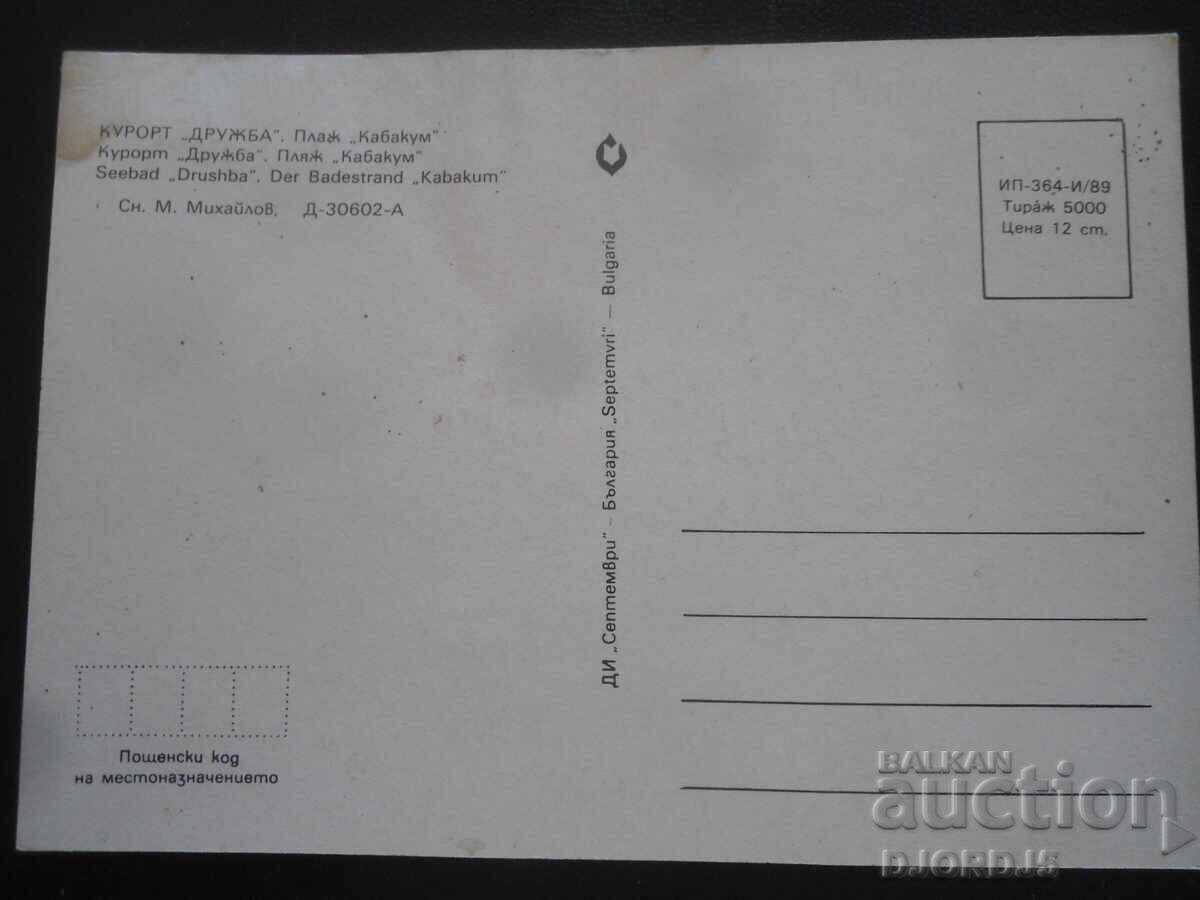 КУРОРТ „ДРУЖБА“. Плаж „Кабакум“
Курорт „Дружба“. Пляж „Кабакум“
Seebad „Drushba“. Der Badestrand „Kabakum“
Сн. М. Михайлов, Д-30602-А
ИП-364-И/89
Тираж 5000
Цена 12 ст.
ДИ „Септември“ – България „Septemvri“ — Bulgaria
Пощенски код
на местоназначението
BALKAN
auction
DJORDJ5